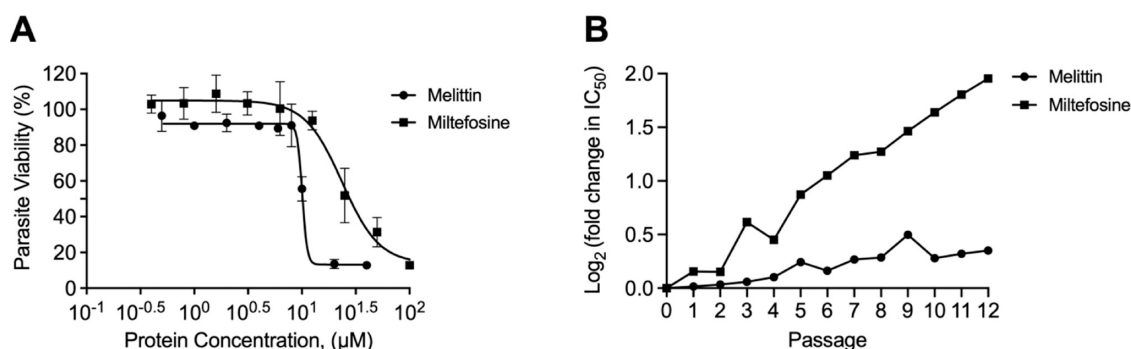 A
Parasite Viability (%)
120
100
80
60
40
20
0
10⁻¹ 10⁻⁰·⁵ 10⁰ 10⁰·⁵ 10¹ 10¹·⁵ 10²
Protein Concentration, (µM)
Melittin
Miltefosine
B
Log₂ (fold change in IC₅₀)
2.0
1.5
1.0
0.5
0.0
0 1 2 3 4 5 6 7 8 9 10 11 12
Passage
Melittin
Miltefosine